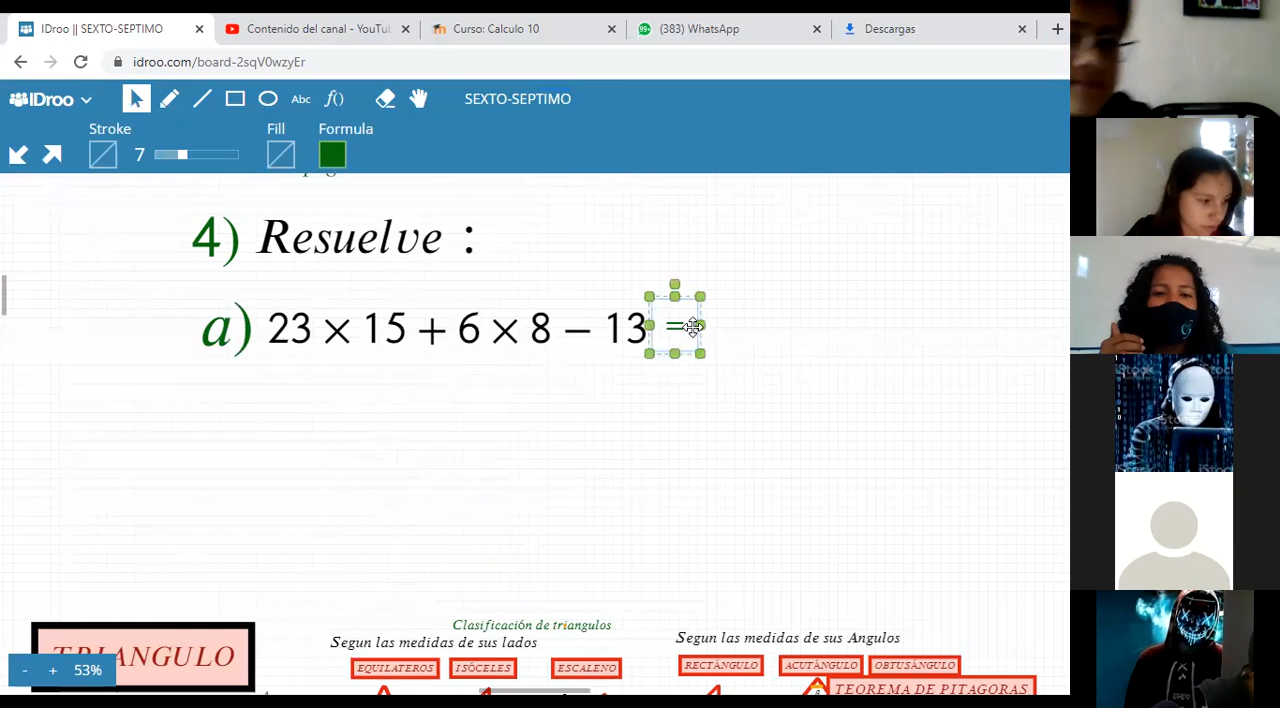 IDroo || SEXTO-SEPTIMO
Contenido del canal - YouTu
Curso: Calculo 10
(383) WhatsApp
Descargas
idroo.com/board-2sqV0wzyEr
IDroo
Abc
f()
SEXTO-SEPTIMO
Stroke
Fill
Formula
7
4) Resuelve :
a) 23 × 15 + 6 × 8 − 13 =
Clasificación de triangulos
Segun las medidas de sus lados
Segun las medidas de sus Angulos
TRIANGULO
EQUILATEROS
ISÓCELES
ESCALENO
RECTÁNGULO
ACUTÁNGULO
OBTUSÁNGULO
TEOREMA DE PITAGORAS
- + 53%
iStock